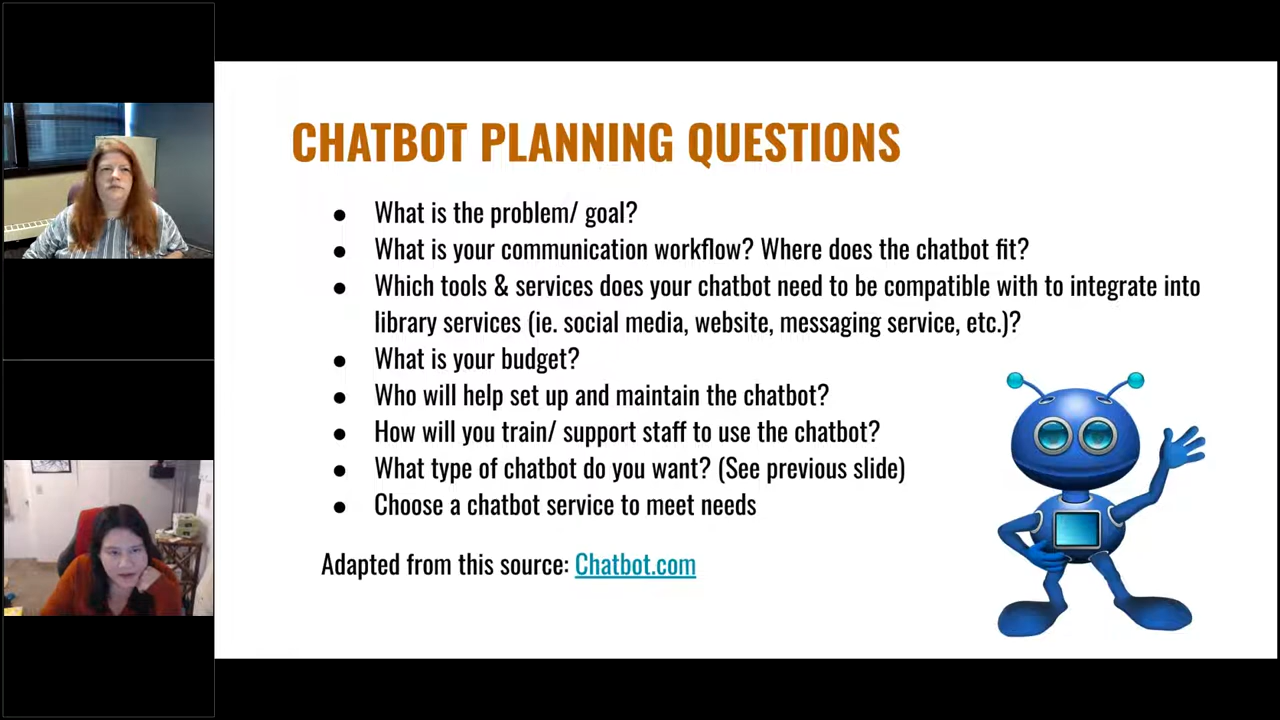 CHATBOT PLANNING QUESTIONS
● What is the problem/ goal?
● What is your communication workflow? Where does the chatbot fit?
● Which tools & services does your chatbot need to be compatible with to integrate into
library services (ie. social media, website, messaging service, etc.)?
● What is your budget?
● Who will help set up and maintain the chatbot?
● How will you train/ support staff to use the chatbot?
● What type of chatbot do you want? (See previous slide)
● Choose a chatbot service to meet needs
Adapted from this source: Chatbot.com